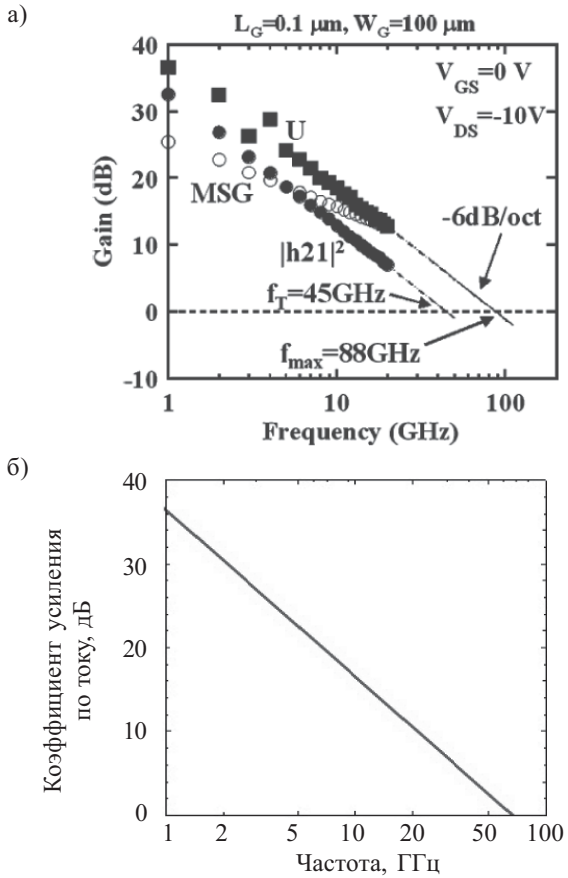 а)
L_G=0.1 μm, W_G=100 μm
40
30
20
10
0
-10
Gain (dB)
V_GS=0 V
V_DS=-10V
U
MSG
|h21|²
-6dB/oct
f_T=45GHz
f_max=88GHz
1
10
100
Frequency (GHz)
б)
40
30
20
10
0
Коэффициент усиления
по току, дБ
1
2
5
10
20
50
100
Частота, ГГц